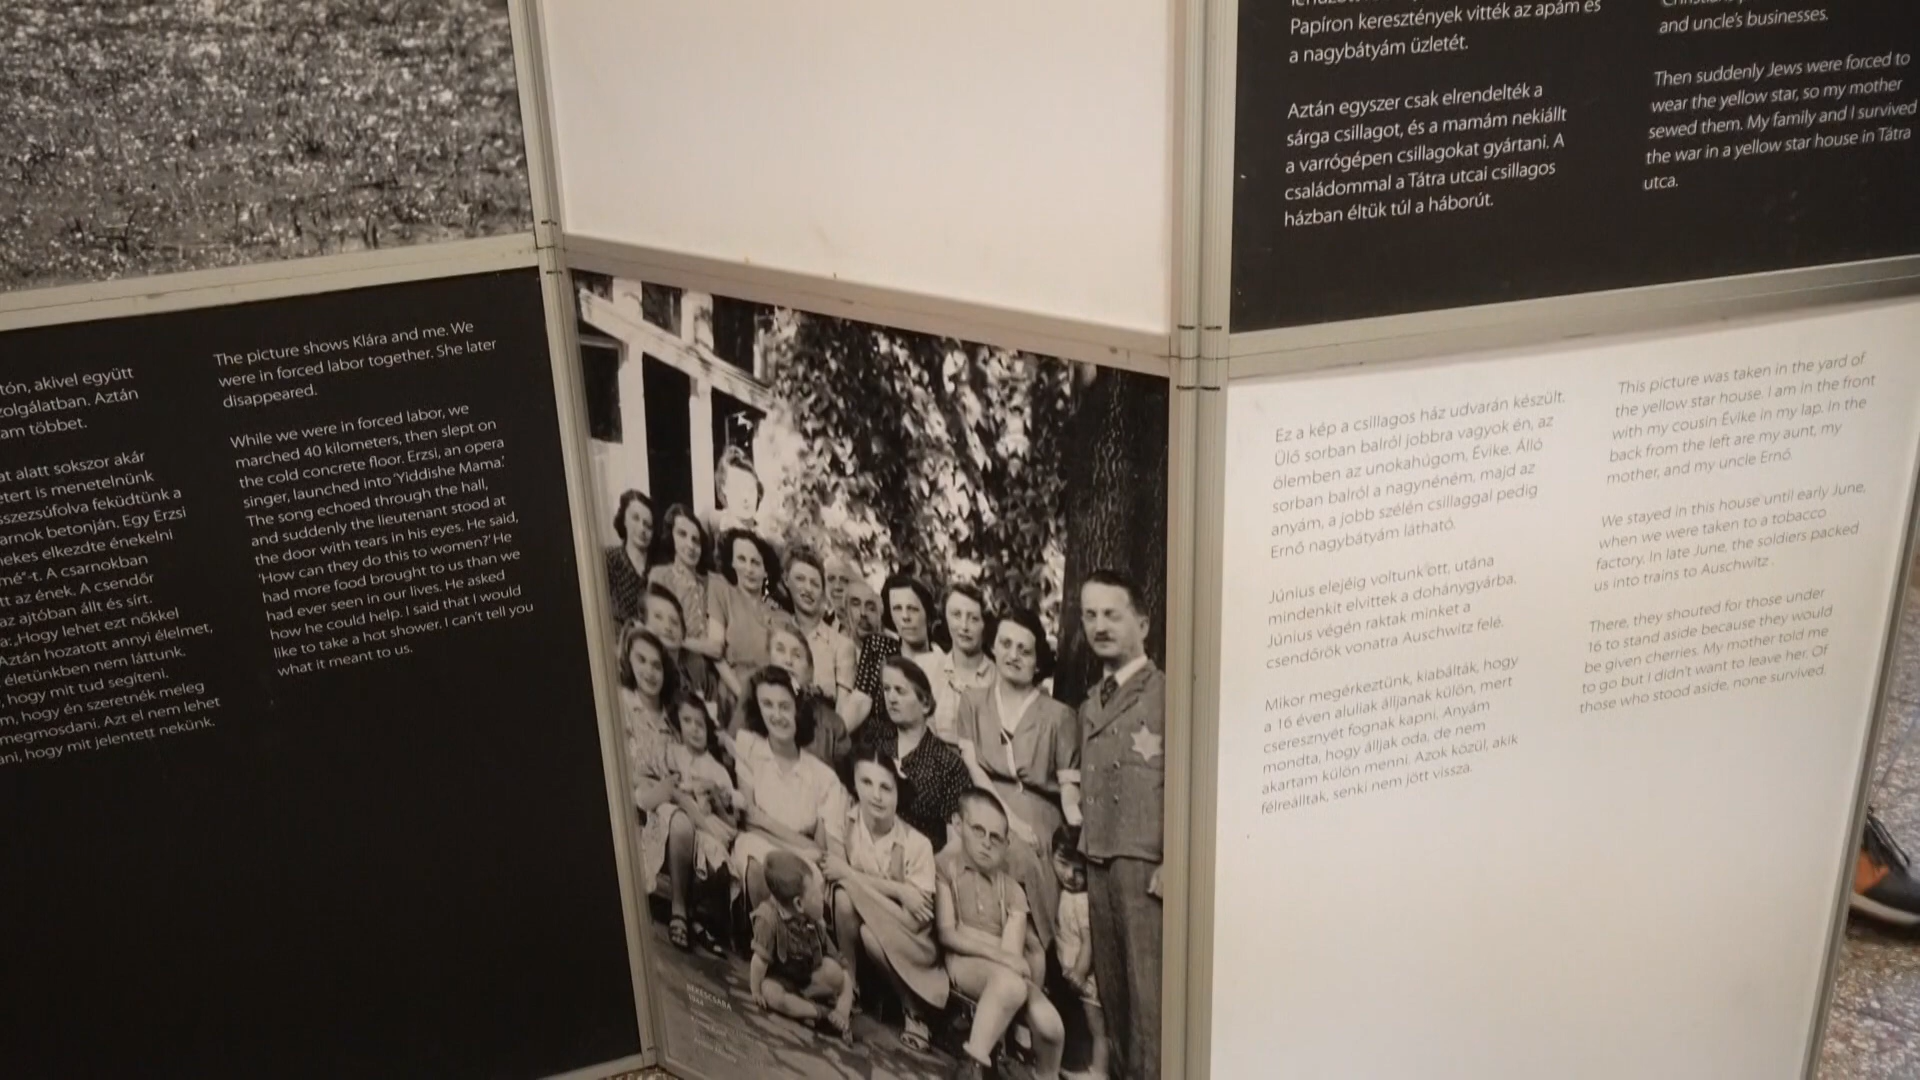 tón, akivel együtt
zolgálatban. Aztán
am többet.
at alatt sokszor akár
étert is menetelnünk
sszezsúfolva feküdtünk a
arnok betonján. Egy Erzsi
nekes elkezdte énekelni
mé"-t. A csarnokban
tt az ének. A csendőr
az ajtóban állt és sírt.
a: „Hogy lehet ezt nőkkel
Aztán hozatott annyi élelmet,
életünkben nem láttunk.
, hogy mit tud segíteni.
m, hogy én szeretnék meleg
megmosdani. Azt el nem lehet
ani, hogy mit jelentett nekünk.
The picture shows Klára and me. We
were in forced labor together. She later
disappeared.
While we were in forced labor, we
marched 40 kilometers, then slept on
the cold concrete floor. Erzsi, an opera
singer, launched into 'Yiddishe Mama.'
The song echoed through the hall,
and suddenly the lieutenant stood at
the door with tears in his eyes. He said,
'How can they do this to women?' He
had more food brought to us than we
had ever seen in our lives. He asked
how he could help. I said that I would
like to take a hot shower. I can't tell you
what it meant to us.
BÉKÉSCSABA
1944
Papíron keresztények vitték az apám és
a nagybátyám üzletét.
Aztán egyszer csak elrendelték a
sárga csillagot, és a mamám nekiállt
a varrógépen csillagokat gyártani. A
családommal a Tátra utcai csillagos
házban éltük túl a háborút.
and uncle's businesses.
Then suddenly Jews were forced to
wear the yellow star, so my mother
sewed them. My family and I survived
the war in a yellow star house in Tátra
utca.
Ez a kép a csillagos ház udvarán készült.
Ülő sorban balról jobbra vagyok én, az
ölemben az unokahúgom, Évike. Álló
sorban balról a nagynéném, majd az
anyám, a jobb szélén csillaggal pedig
Ernő nagybátyám látható.
Június elejéig voltunk ott, utána
mindenkit elvittek a dohánygyárba.
Június végén raktak minket a
csendőrök vonatra Auschwitz felé.
Mikor megérkeztünk, kiabálták, hogy
a 16 éven aluliak álljanak külön, mert
cseresznyét fognak kapni. Anyám
mondta, hogy álljak oda, de nem
akartam külön menni. Azok közül, akik
félreálltak, senki nem jött vissza.
This picture was taken in the yard of
the yellow star house. I am in the front
with my cousin Évike in my lap. In the
back from the left are my aunt, my
mother, and my uncle Ernő.
We stayed in this house until early June,
when we were taken to a tobacco
factory. In late June, the soldiers packed
us into trains to Auschwitz .
There, they shouted for those under
16 to stand aside because they would
be given cherries. My mother told me
to go but I didn't want to leave her. Of
those who stood aside, none survived.